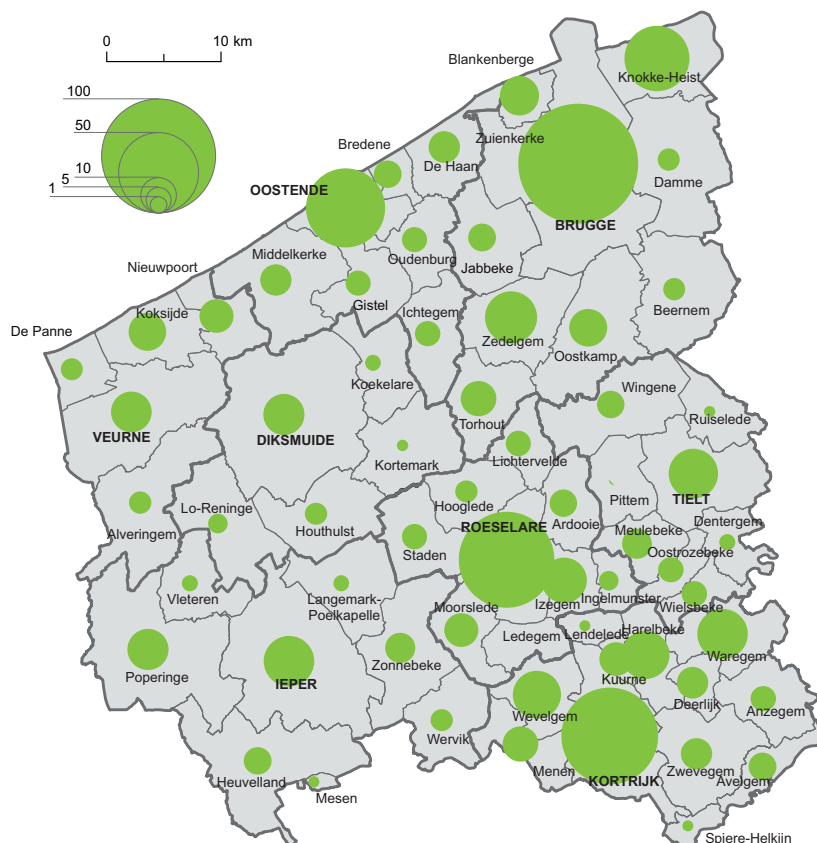 0 10 km
100
50
10
5
1
Blankenberge
Knokke-Heist
Bredene
Zuienkerke
De Haan
OOSTENDE
Damme
BRUGGE
Middelkerke
Oudenburg
Jabbeke
Nieuwpoort
Gistel
Beernem
Koksijde
Ichtegem
De Panne
Zedelgem
Oostkamp
Koekelare
Wingene
VEURNE
DIKSMUIDE
Torhout
Ruiselede
Kortemark
Lichtervelde
Pittem
TIELT
Lo-Reninge
Hooglede
Alveringem
Houthulst
ROESELARE
Ardooie
Dentergem
Staden
Meulebeke
Oostrozebeke
Vleteren
Langemark-
Poelkapelle
Izegem
Ingelmunster
Wielsbeke
Moorslede
Ledegem
Lendelede
Harelbeke
Poperinge
IEPER
Zonnebeke
Kuurne
Waregem
Deerlijk
Anzegem
Wevelgem
Wervik
Menen
Zwevegem
Heuvelland
KORTRIJK
Avelgem
Mesen
Spiere-Helkijn